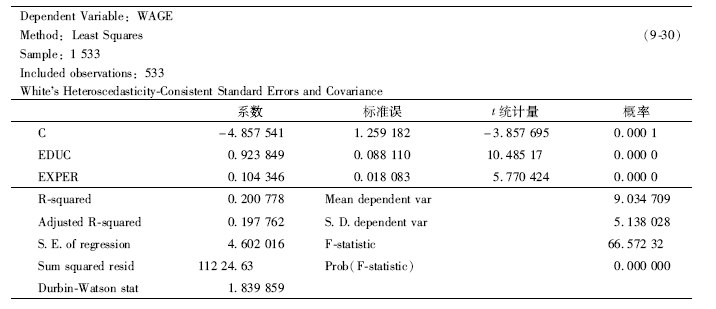 Dependent Variable: WAGE
Method: Least Squares (9-30)
Sample: 1 533
Included observations: 533
White's Heteroscedasticity-Consistent Standard Errors and Covariance
系数 标准误 t 统计量 概率
C -4. 857 541 1. 259 182 -3. 857 695 0. 000 1
EDUC 0. 923 849 0. 088 110 10. 485 17 0. 000 0
EXPER 0. 104 346 0. 018 083 5. 770 424 0. 000 0
R-squared 0. 200 778 Mean dependent var 9. 034 709
Adjusted R-squared 0. 197 762 S. D. dependent var 5. 138 028
S. E. of regression 4. 602 016 F-statistic 66. 572 32
Sum squared resid 112 24. 63 Prob( F-statistic) 0. 000 000
Durbin-Watson stat 1. 839 859